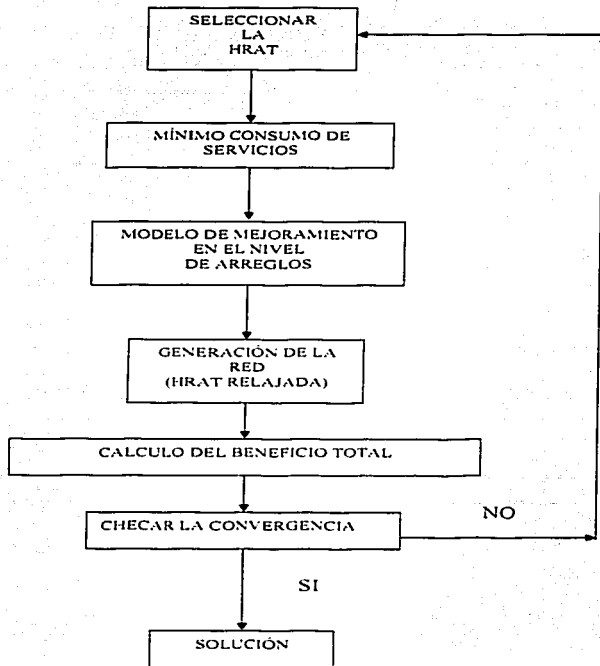 SELECCIONAR
LA
HRAT
MÍNIMO CONSUMO DE
SERVICIOS
MODELO DE MEJORAMIENTO
EN EL NIVEL
DE ARREGLOS
GENERACIÓN DE LA
RED
(HRAT RELAJADA)
CALCULO DEL BENEFICIO TOTAL
CHECAR LA CONVERGENCIA
NO
SI
SOLUCIÓN